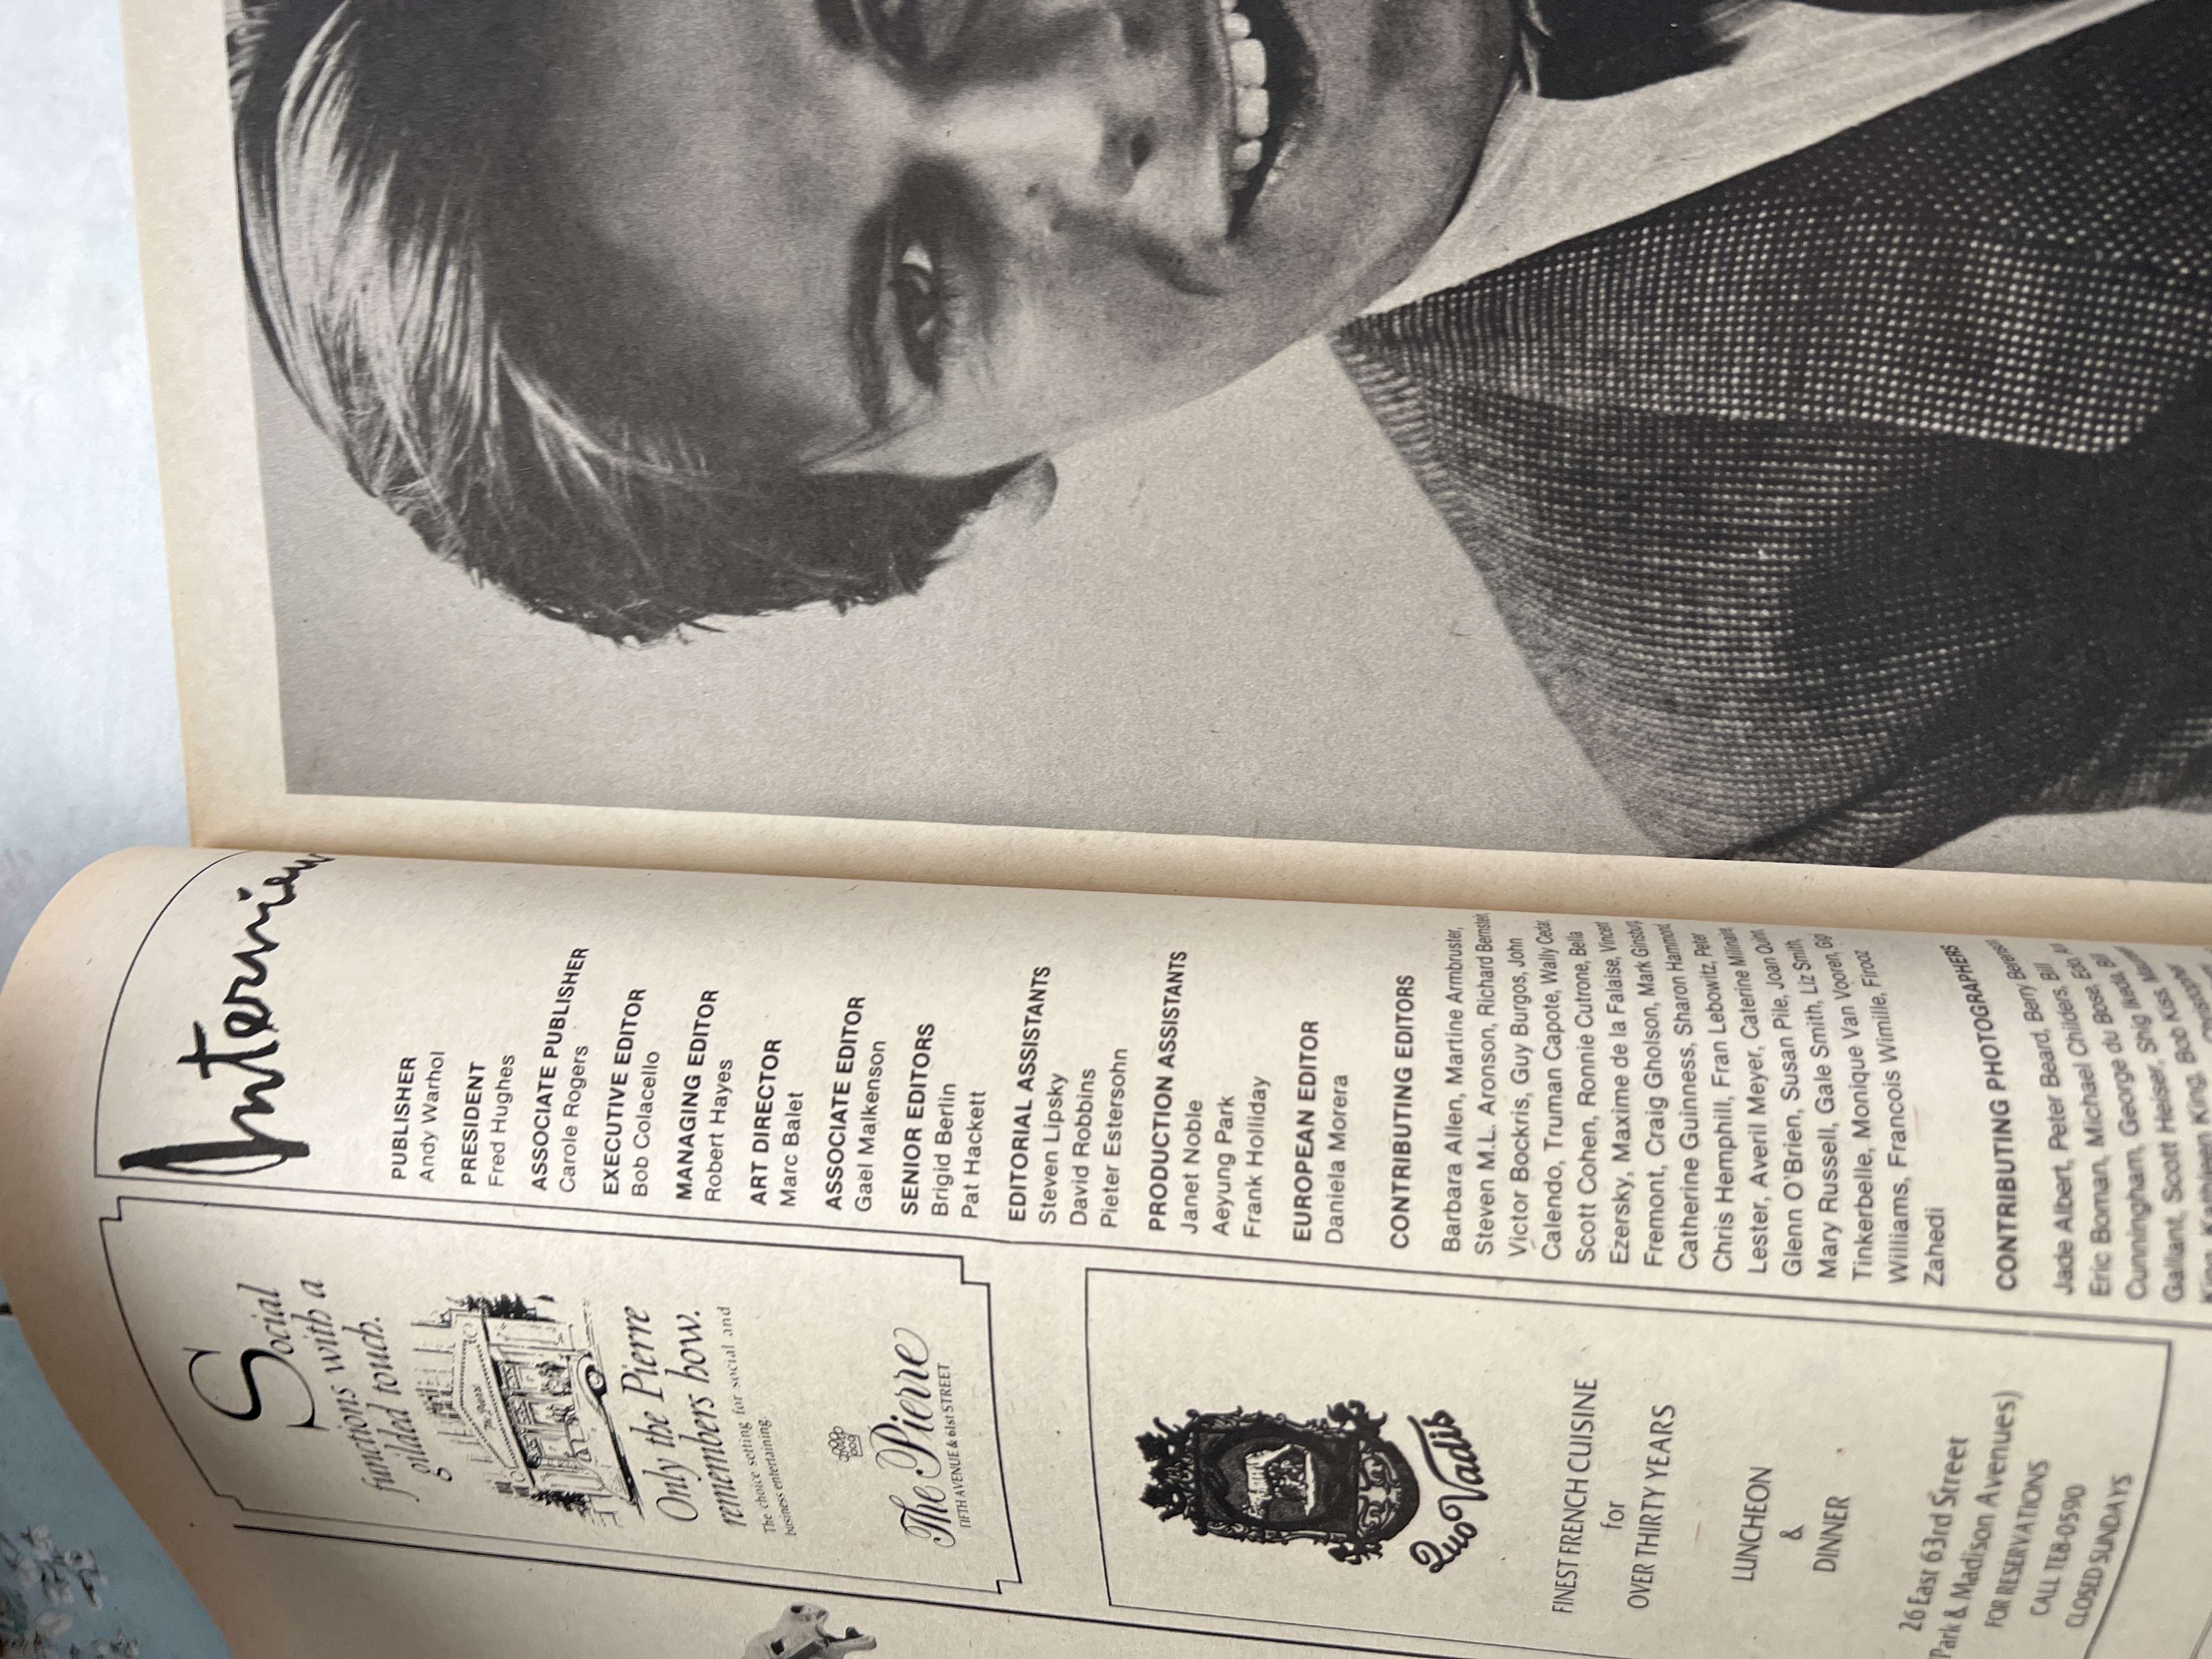 Social
functions with a
gilded touch.
The Pierre
Only the Pierre
remembers how.
The choice setting for social and
business entertaining
The Pierre
FIFTH AVENUE & 61st STREET
Quo Vadis
FINEST FRENCH CUISINE
for
OVER THIRTY YEARS
LUNCHEON
&
DINNER
26 East 63rd Street
Park & Madison Avenues)
FOR RESERVATIONS
CALL TE8-0590
CLOSED SUNDAYS
Interview
PUBLISHER
Andy Warhol
PRESIDENT
Fred Hughes
ASSOCIATE PUBLISHER
Carole Rogers
EXECUTIVE EDITOR
Bob Colacello
MANAGING EDITOR
Robert Hayes
ART DIRECTOR
Marc Balet
ASSOCIATE EDITOR
Gael Malkenson
SENIOR EDITORS
Brigid Berlin
Pat Hackett
EDITORIAL ASSISTANTS
Steven Lipsky
David Robbins
Pieter Estersohn
PRODUCTION ASSISTANTS
Janet Noble
Aeyung Park
Frank Holliday
EUROPEAN EDITOR
Daniela Morera
CONTRIBUTING EDITORS
Barbara Allen, Martine Armbruster,
Steven M.L. Aronson, Richard Bernstein
Victor Bockris, Guy Burgos, John
Calendo, Truman Capote, Wally Cedar,
Scott Cohen, Ronnie Cutrone, Bella
Ezersky, Maxime de la Falaise, Vincent
Fremont, Craig Gholson, Mark Ginsburg
Catherine Guinness, Sharon Hammond,
Chris Hemphill, Fran Lebowitz, Peter
Lester, Averil Meyer, Caterine Milinaire
Glenn O'Brien, Susan Pile, Joan Quinn
Mary Russell, Gale Smith, Liz Smith,
Tinkerbelle, Monique Van Vooren, Gigi
Williams, Francois Wimille, Firooz
Zahedi
CONTRIBUTING PHOTOGRAPHERS
Jade Albert, Peter Beard, Berry Berenson
Eric Boman, Michael Childers, Bill
Cunningham, George du Bose, Edo,
Gallant, Scott Heiser, Shig Ikeda, Bill
King, Bob Kiss,